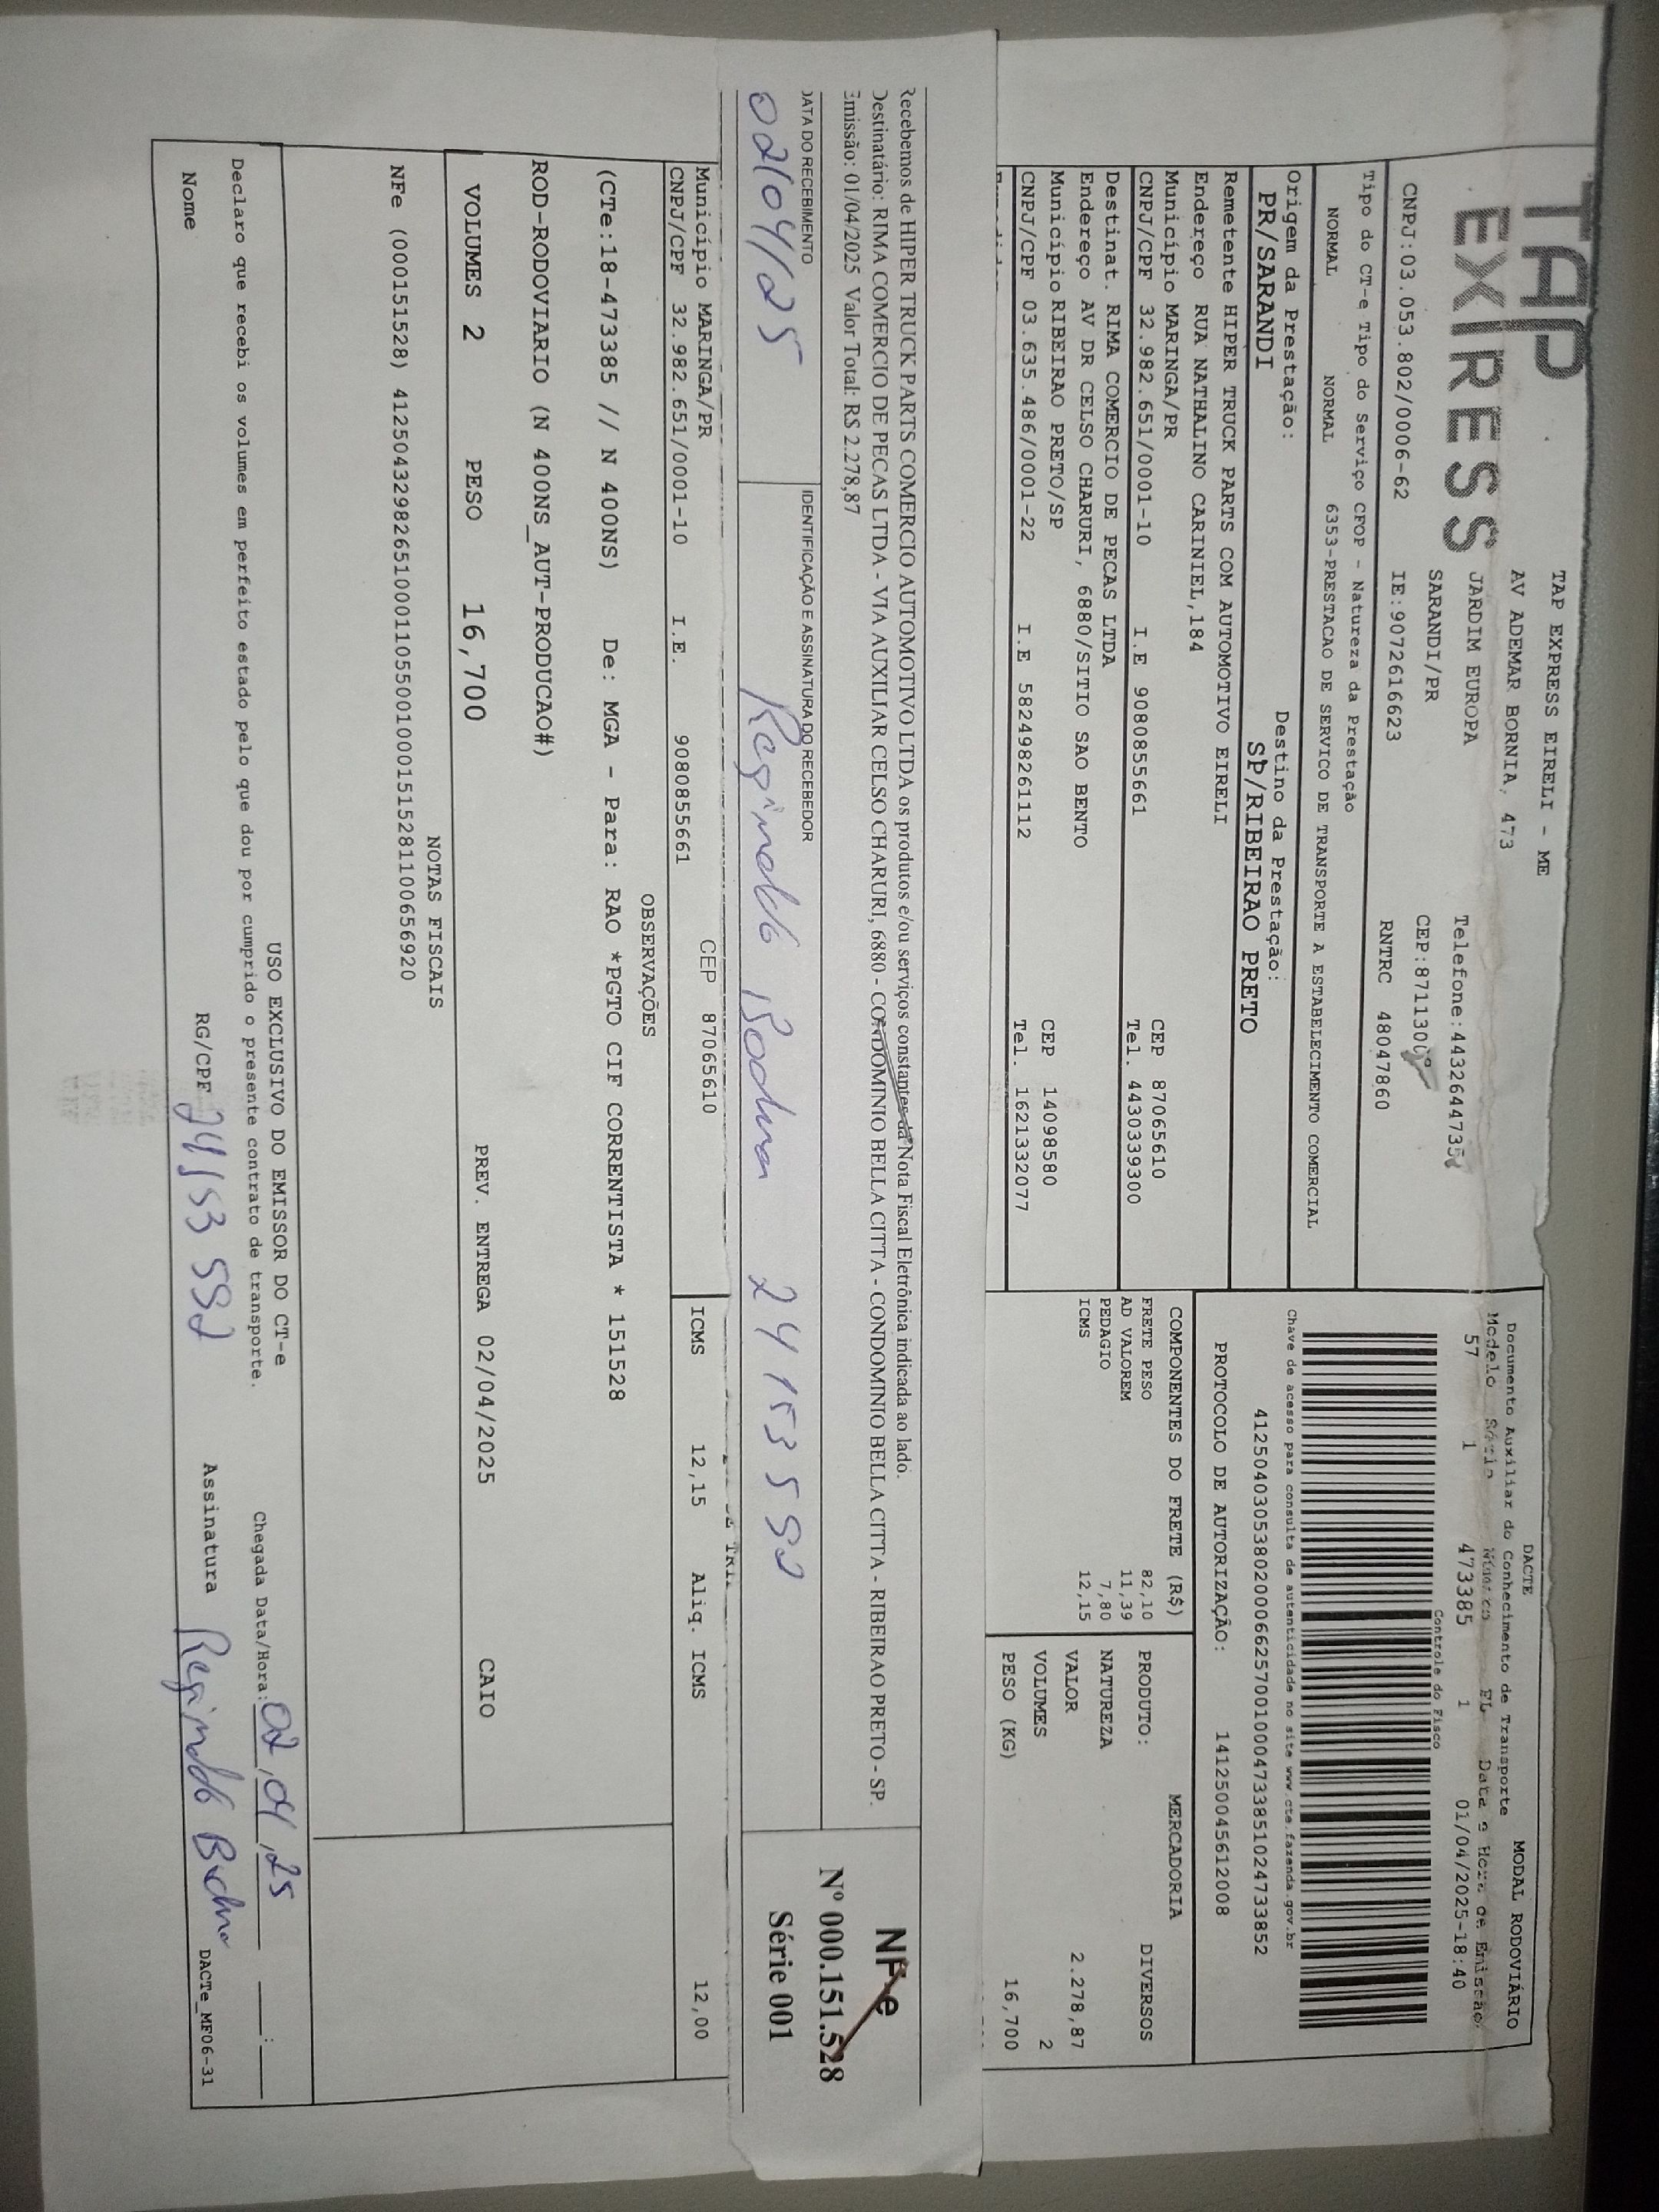 TAP
EXPRESS
TAP EXPRESS EIRELI - ME
AV ADEMAR BORNIA, 473
JARDIM EUROPA
SARANDI/PR
Telefone:4432644735
CEP:8711300
CNPJ:03.053.802/0006-62 IE:9072616623 RNTRC 48047860
DACTE
Documento Auxiliar do Conhecimento de Transporte
MODAL RODOVIÁRIO
Modelo Série Número FL Data e Hora de Emissão
57 1 473385 1 01/04/2025-18:40
Controle do Fisco
Tipo do CT-e Tipo do Serviço CFOP - Natureza da Prestação
NORMAL NORMAL 6353-PRESTACAO DE SERVICO DE TRANSPORTE A ESTABELECIMENTO COMERCIAL
Chave de acesso para consulta de autenticidade no site www.cte.fazenda.gov.br
41250403053802000662570010004733851024733852
Origem da Prestação: Destino da Prestação:
PR/SARANDI SP/RIBEIRAO PRETO
PROTOCOLO DE AUTORIZAÇÃO: 141250045612008
Remetente HIPER TRUCK PARTS COM AUTOMOTIVO EIRELI
Endereço RUA NATHALINO CARINIEL,184
Município MARINGA/PR CEP 87065610
CNPJ/CPF 32.982.651/0001-10 I.E 9080855661 Tel. 4430339300
Destinat. RIMA COMERCIO DE PECAS LTDA
Endereço AV DR CELSO CHARURI, 6880/SITIO SAO BENTO
Município RIBEIRAO PRETO/SP CEP 14098580
CNPJ/CPF 03.635.486/0001-22 I.E 582498261112 Tel. 1621332077
COMPONENTES DO FRETE (R$)
FRETE PESO 82,10
AD VALOREM 11,39
PEDAGIO 7,80
ICMS 12,15
MERCADORIA
PRODUTO: DIVERSOS
NATUREZA
VALOR 2.278,87
VOLUMES 2
PESO (KG) 16,700
Recebemos de HIPER TRUCK PARTS COMERCIO AUTOMOTIVO LTDA os produtos e/ou serviços constantes da Nota Fiscal Eletrônica indicada ao lado.
Destinatário: RIMA COMERCIO DE PECAS LTDA - VIA AUXILIAR CELSO CHARURI, 6880 - CONDOMINIO BELLA CITTA - CONDOMINIO BELLA CITTA - RIBEIRAO PRETO - SP.
Emissão: 01/04/2025 Valor Total: R$ 2.278,87
DATA DO RECEBIMENTO IDENTIFICAÇÃO E ASSINATURA DO RECEBEDOR
02/04/25 Reginaldo 24153592
NF-e
Nº 000.151.528
Série 001
Município MARINGA/PR CEP 87065610
CNPJ/CPF 32.982.651/0001-10 I.E. 9080855661
ICMS 12,15 Aliq. ICMS 12,00
OBSERVAÇÕES
(CTe:18-473385 // N 400NS) De: MGA - Para: RAO *PGTO CIF CORRENTISTA * 151528
ROD-RODOVIARIO (N 400NS_AUT-PRODUCAO#)
VOLUMES 2 PESO 16,700 PREV. ENTREGA 02/04/2025 CAIO
NOTAS FISCAIS
NFe (000151528) 41250432982651000110550010001515281100656920
USO EXCLUSIVO DO EMISSOR DO CT-e
Declaro que recebi os volumes em perfeito estado pelo que dou por cumprido o presente contrato de transporte.
Chegada Data/Hora: 02,04,25 __:__
Nome RG/CPF 24153592 Assinatura Reginaldo DACTe_MF06-31